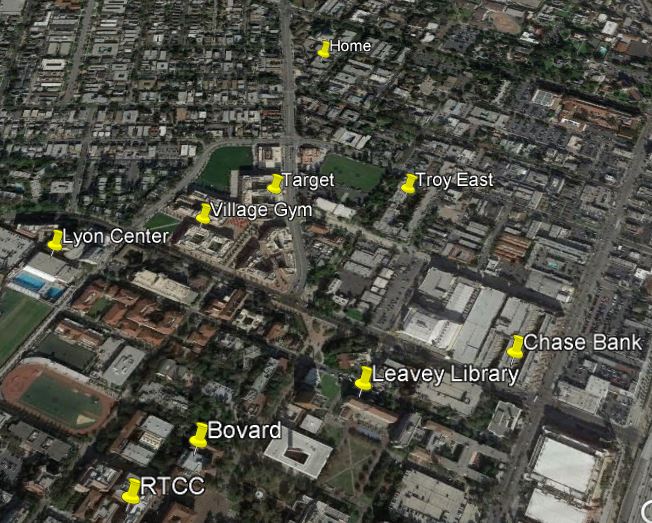 Home
Target
Troy East
Village Gym
Lyon Center
Chase Bank
Leavey Library
Bovard
RTCC